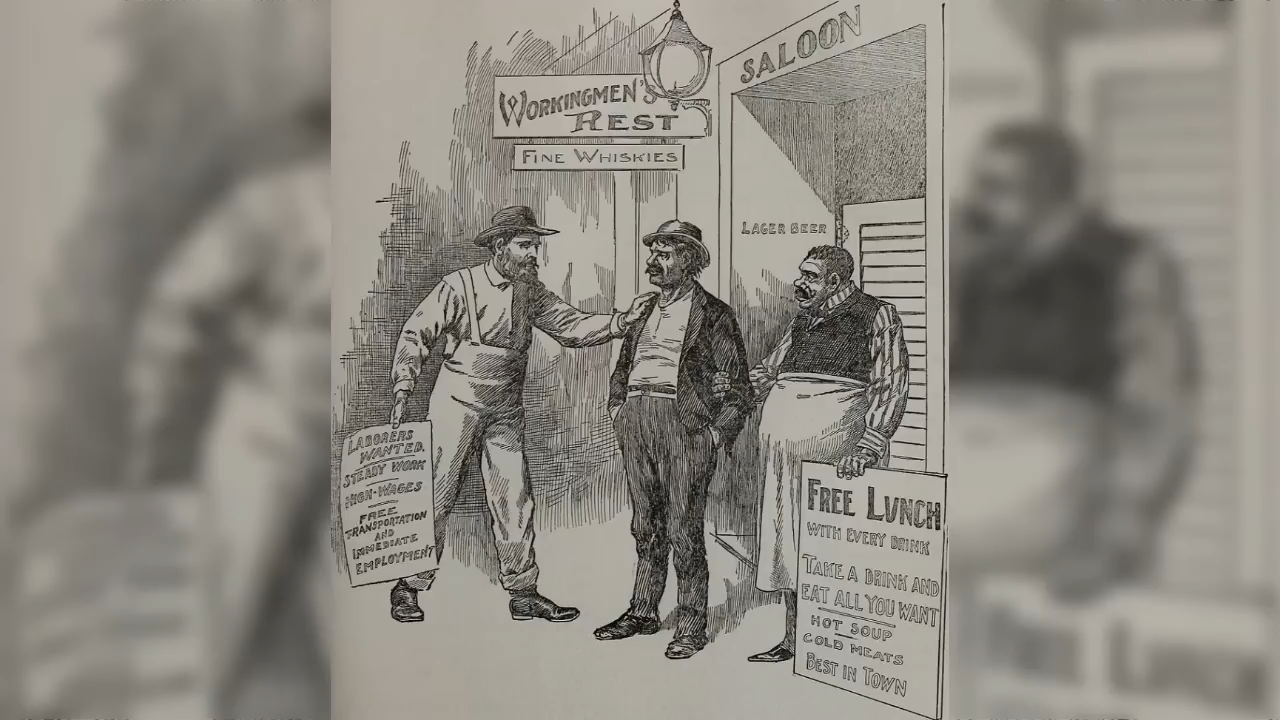 SALOON
WORKINGMEN'S
REST
FINE WHISKIES
LAGER BEER
LABORERS
WANTED.
STEADY WORK
HIGH-WAGES
FREE
TRANSPORTATION
AND
IMMEDIATE
EMPLOYMENT
FREE LUNCH
WITH EVERY DRINK
TAKE A DRINK AND
EAT ALL YOU WANT
HOT SOUP
COLD MEATS
BEST IN TOWN